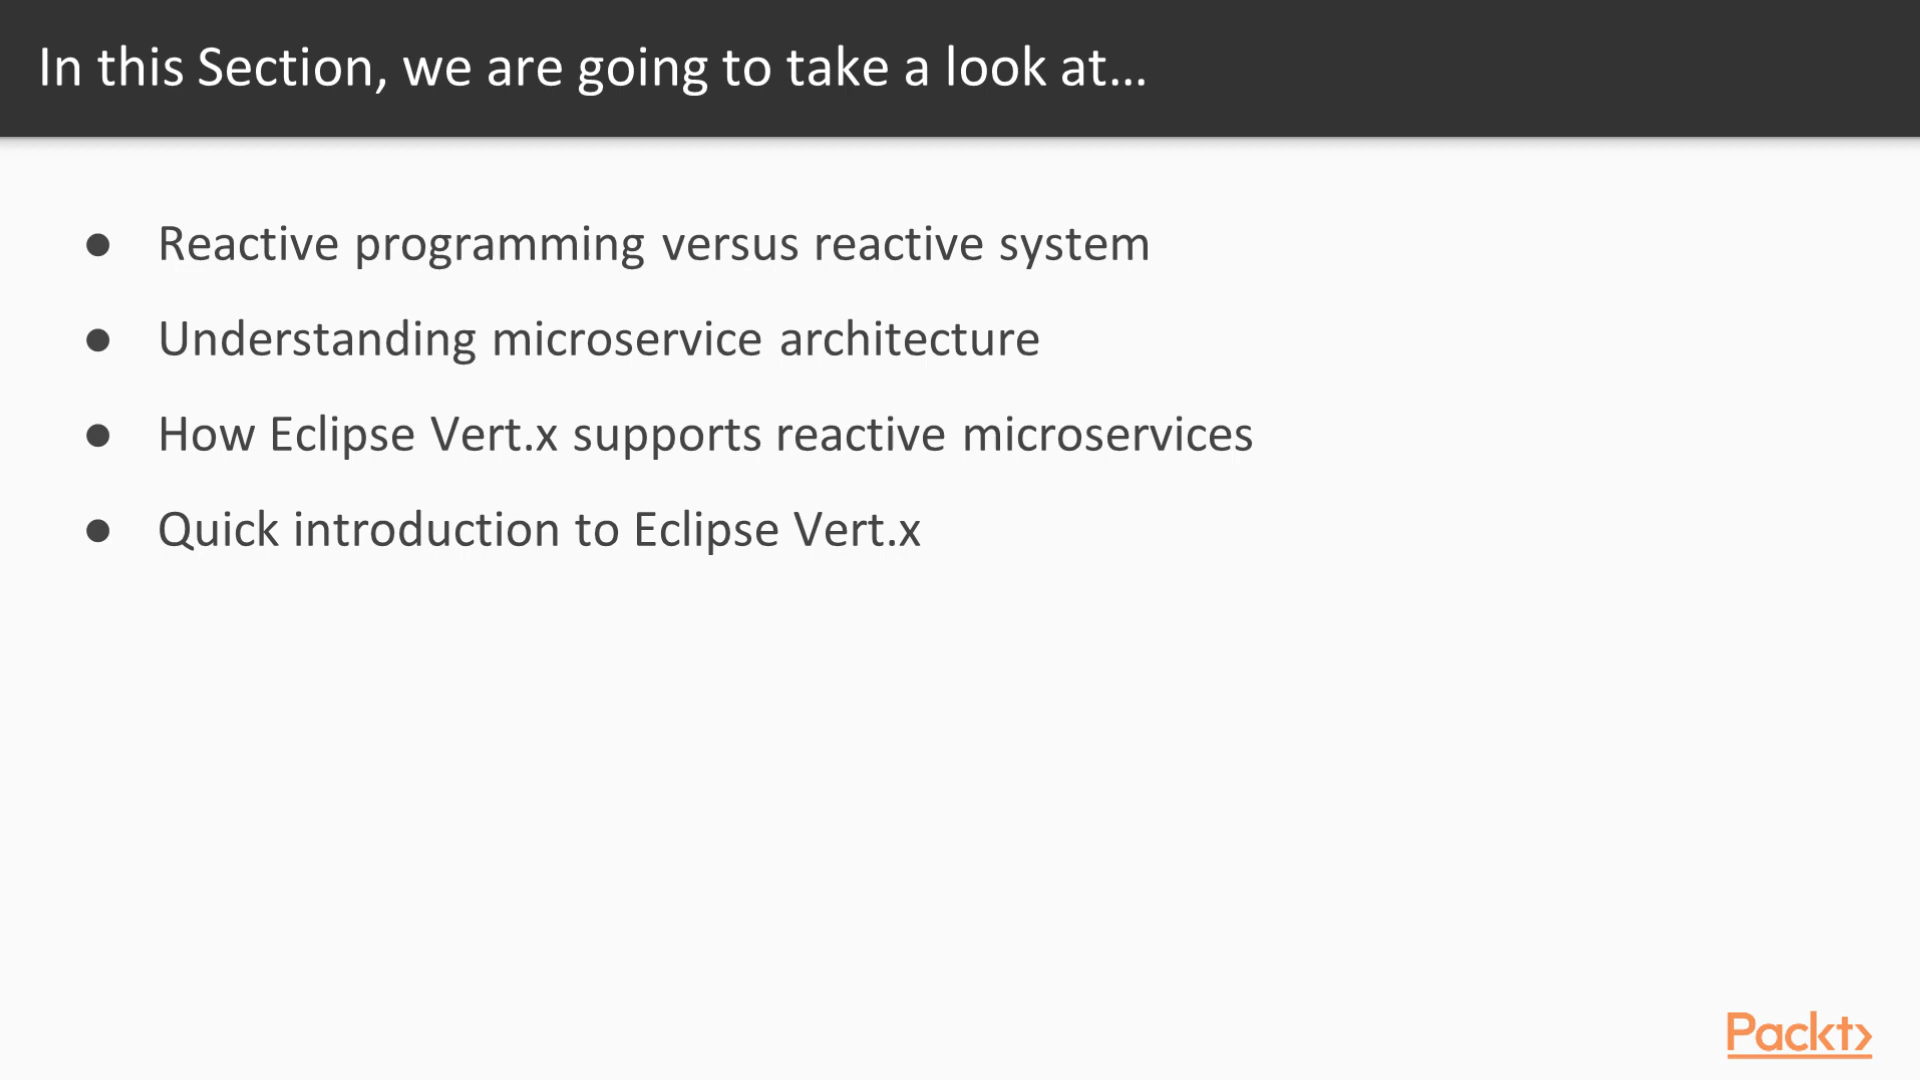 In this Section, we are going to take a look at...
● Reactive programming versus reactive system
● Understanding microservice architecture
● How Eclipse Vert.x supports reactive microservices
● Quick introduction to Eclipse Vert.x
Packt>